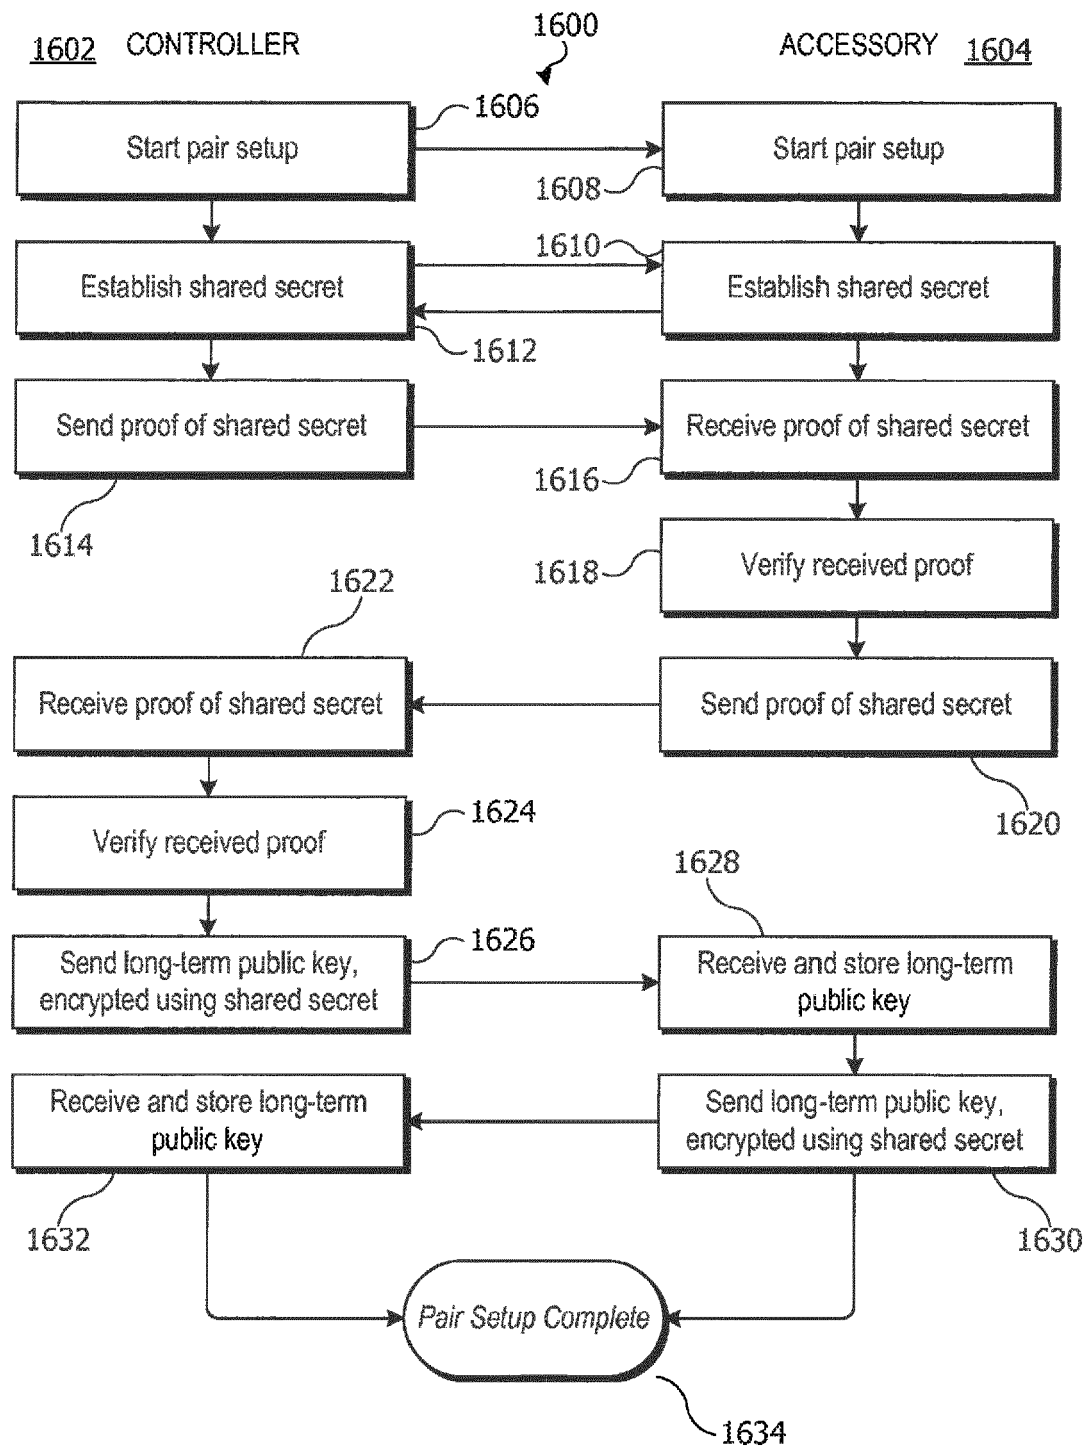 1600
1602 CONTROLLER
ACCESSORY 1604
1606
Start pair setup
Start pair setup
1608
1610
Establish shared secret
Establish shared secret
1612
Send proof of shared secret
Receive proof of shared secret
1616
1614
1618
Verify received proof
1622
Receive proof of shared secret
Send proof of shared secret
1624
Verify received proof
1620
1628
1626
Send long-term public key,
encrypted using shared secret
Receive and store long-term
public key
Receive and store long-term
public key
Send long-term public key,
encrypted using shared secret
1632
1630
Pair Setup Complete
1634